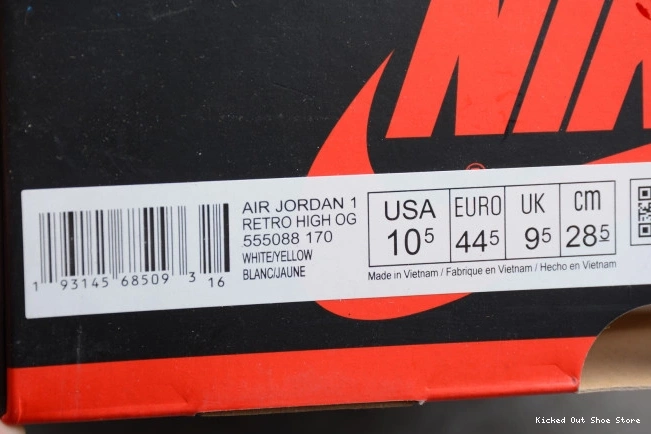 NIK
AIR JORDAN 1
RETRO HIGH OG
555088 170
WHITE/YELLOW
BLANC/JAUNE
1 93145 68509 3 16
USA EURO UK cm
10 5 44 5 9 5 28 5
Made in Vietnam / Fabrique en Vietnam / Hecho en Vietnam
Kicked Out Shoe Store